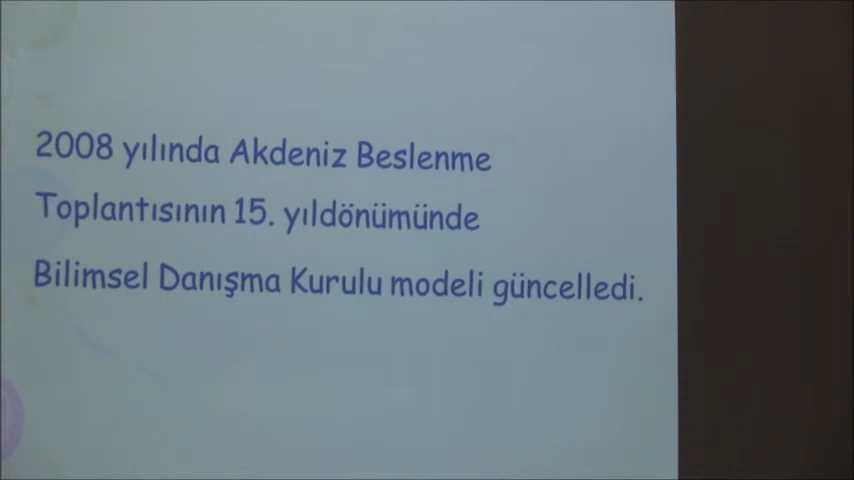 2008 yılında Akdeniz Beslenme
Toplantısının 15. yıldönümünde
Bilimsel Danışma Kurulu modeli güncelledi.